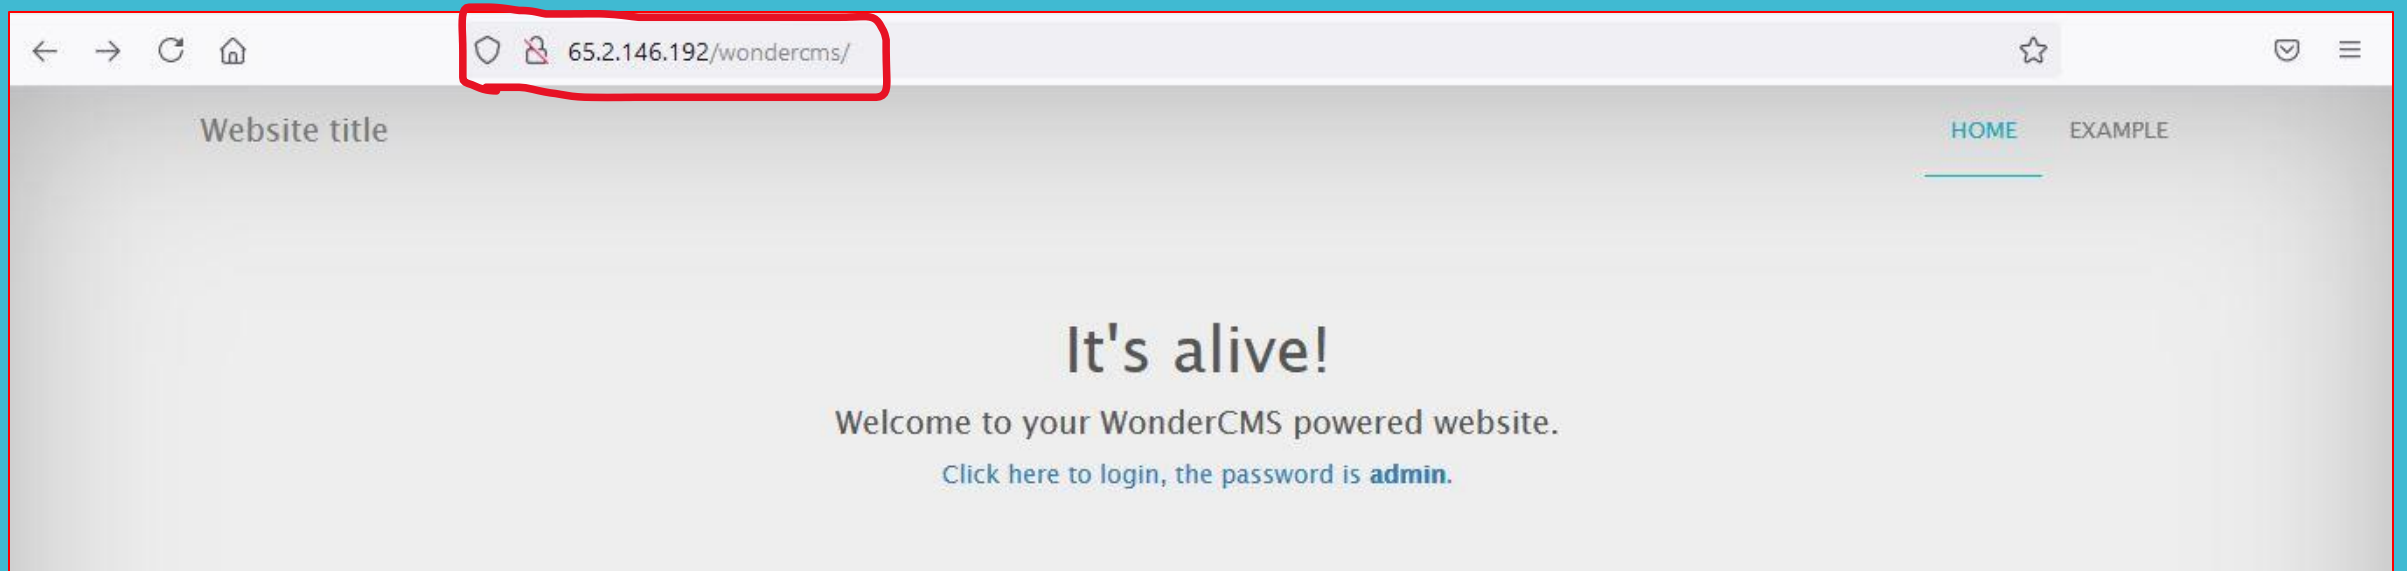 65.2.146.192/wondercms/
Website title
HOME EXAMPLE
It's alive!
Welcome to your WonderCMS powered website.
Click here to login, the password is admin.